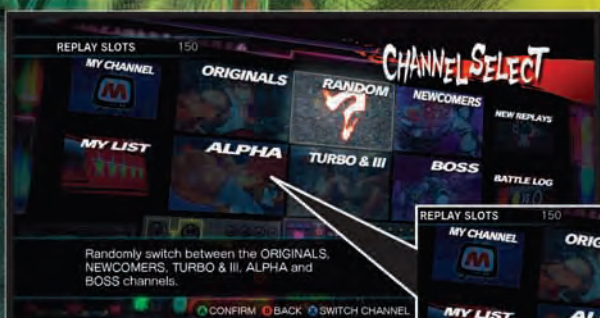 REPLAY SLOTS 150
CHANNEL SELECT
MY CHANNEL
ORIGINALS
RANDOM
NEWCOMERS
NEW REPLAYS
MY LIST
ALPHA
TURBO & III
BOSS
BATTLE LOG
Randomly switch between the ORIGINALS,
NEWCOMERS, TURBO & III, ALPHA and
BOSS channels.
A CONFIRM B BACK X SWITCH CHANNEL
REPLAY SLOTS 150
MY CHANNEL
ORIG
MY LIST
AL